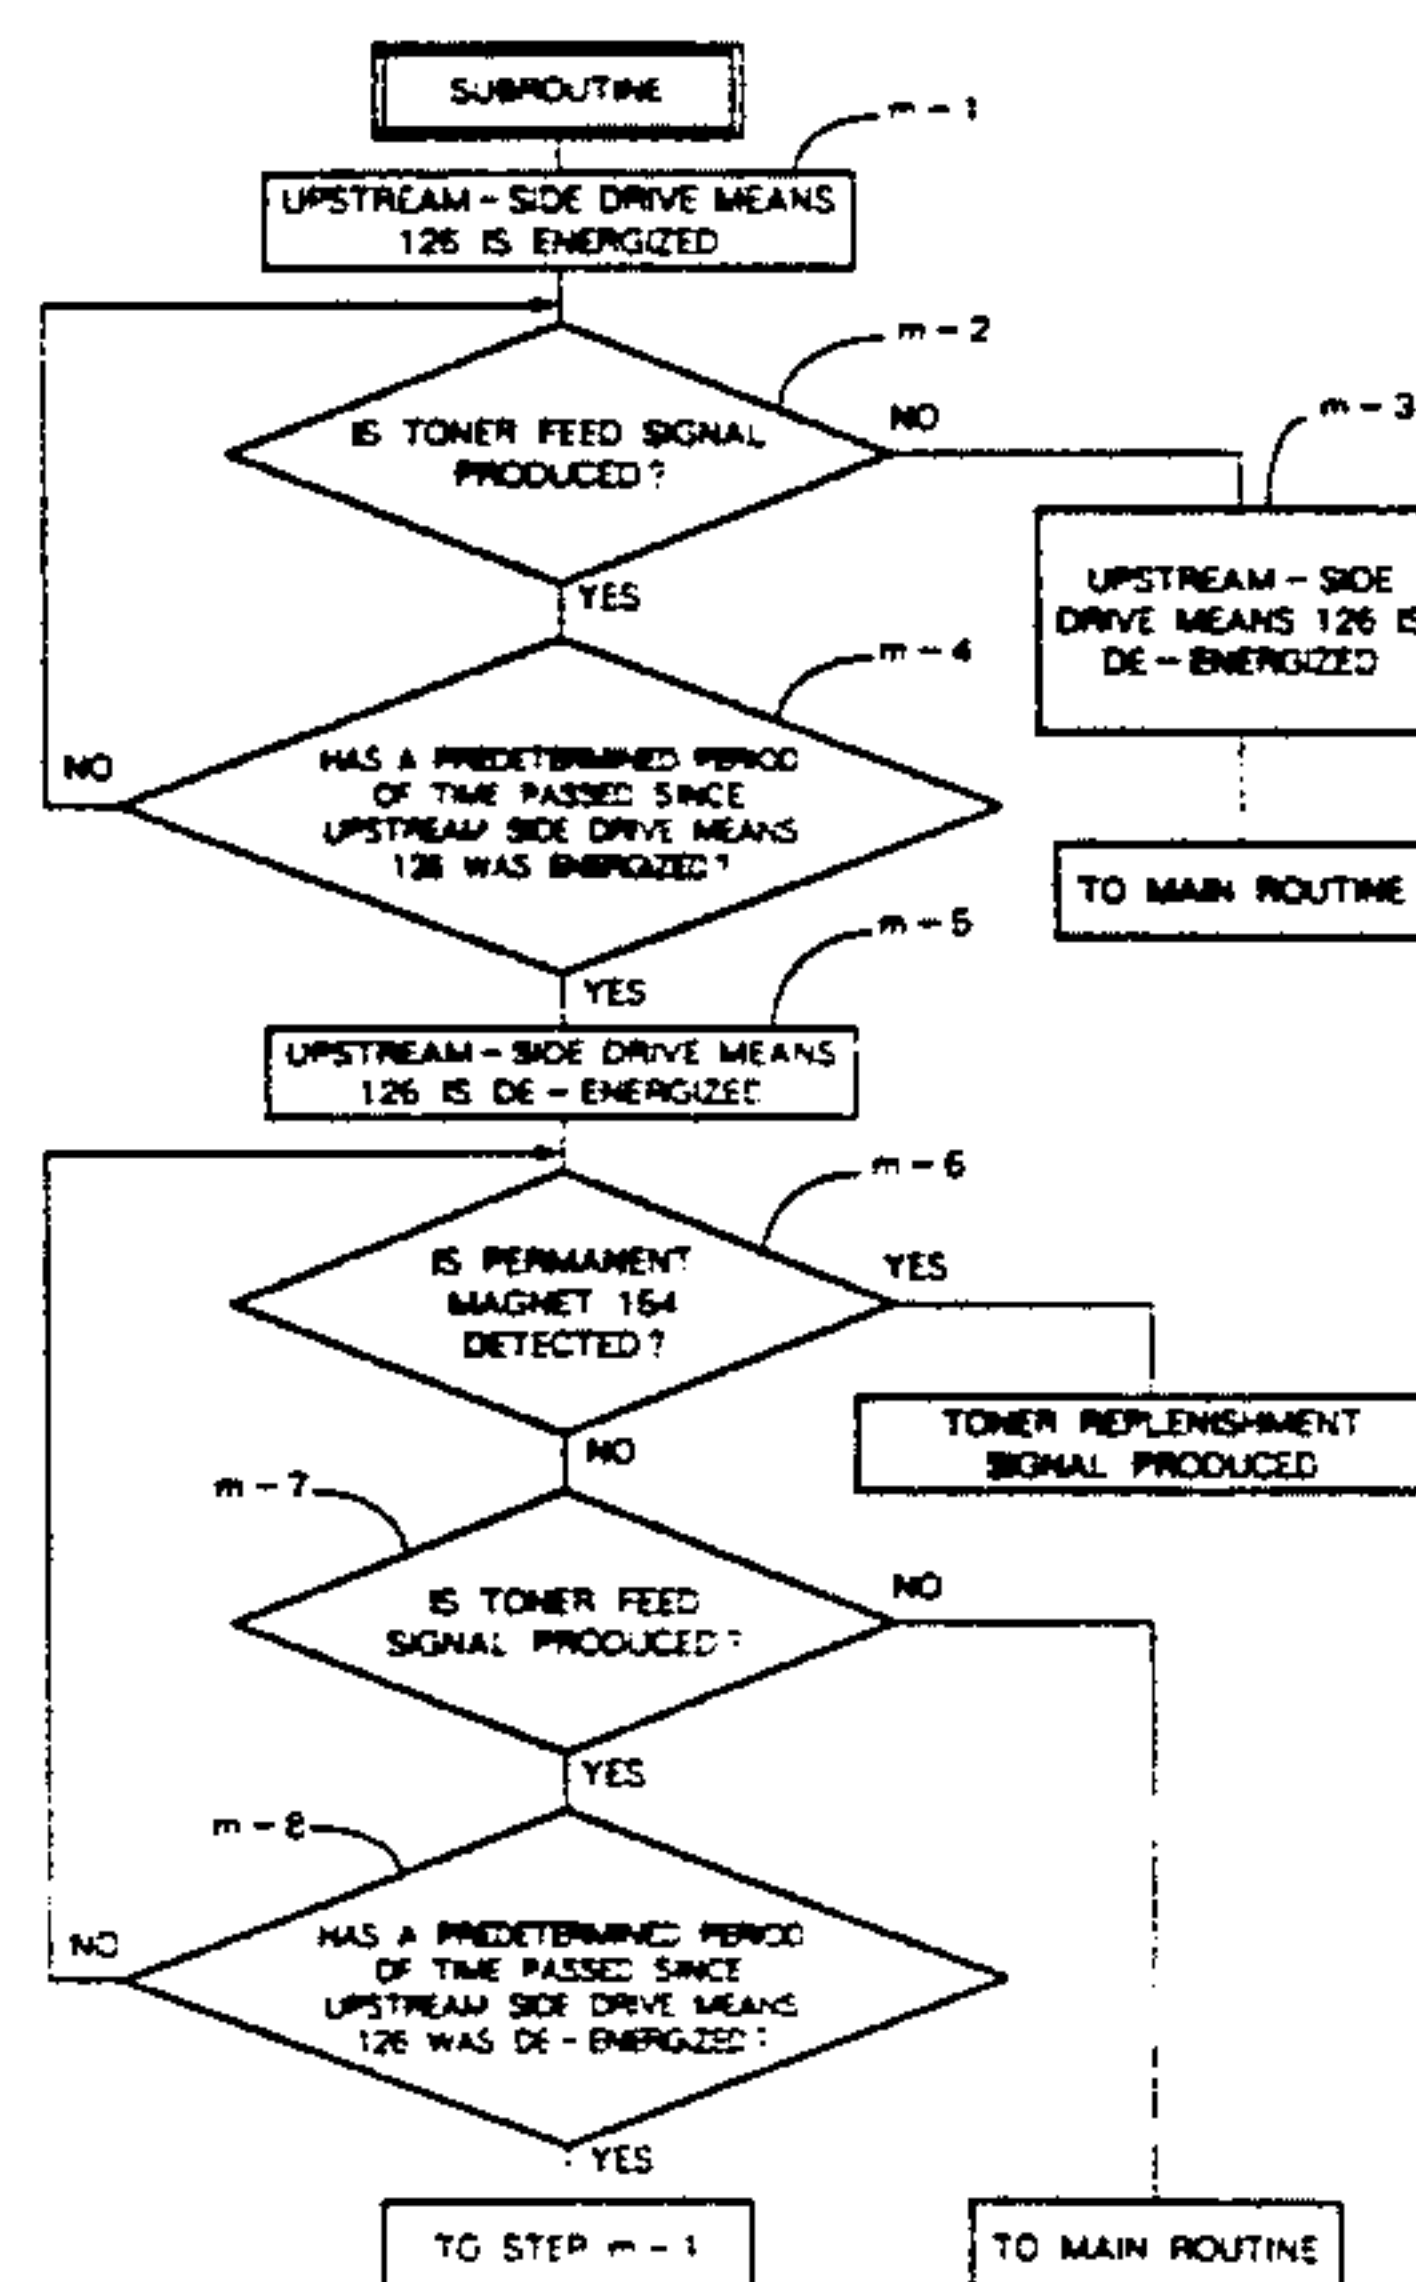 SUBROUTINE
m-1
UPSTREAM-SIDE DRIVE MEANS
126 IS ENERGIZED
m-2
IS TONER FEED SIGNAL
PRODUCED?
NO
m-3
YES
UPSTREAM-SIDE
DRIVE MEANS 126 IS
DE-ENERGIZED
m-4
NO
HAS A PREDETERMINED PERIOD
OF TIME PASSED SINCE
UPSTREAM SIDE DRIVE MEANS
126 WAS ENERGIZED?
TO MAIN ROUTINE
m-5
YES
UPSTREAM-SIDE DRIVE MEANS
126 IS DE-ENERGIZED
m-6
IS PERMANENT
MAGNET 164
DETECTED?
YES
TONER REPLENISHMENT
SIGNAL PRODUCED
NO
m-7
IS TONER FEED
SIGNAL PRODUCED?
NO
YES
m-8
NO
HAS A PREDETERMINED PERIOD
OF TIME PASSED SINCE
UPSTREAM SIDE DRIVE MEANS
126 WAS DE-ENERGIZED?
YES
TO STEP m-1
TO MAIN ROUTINE